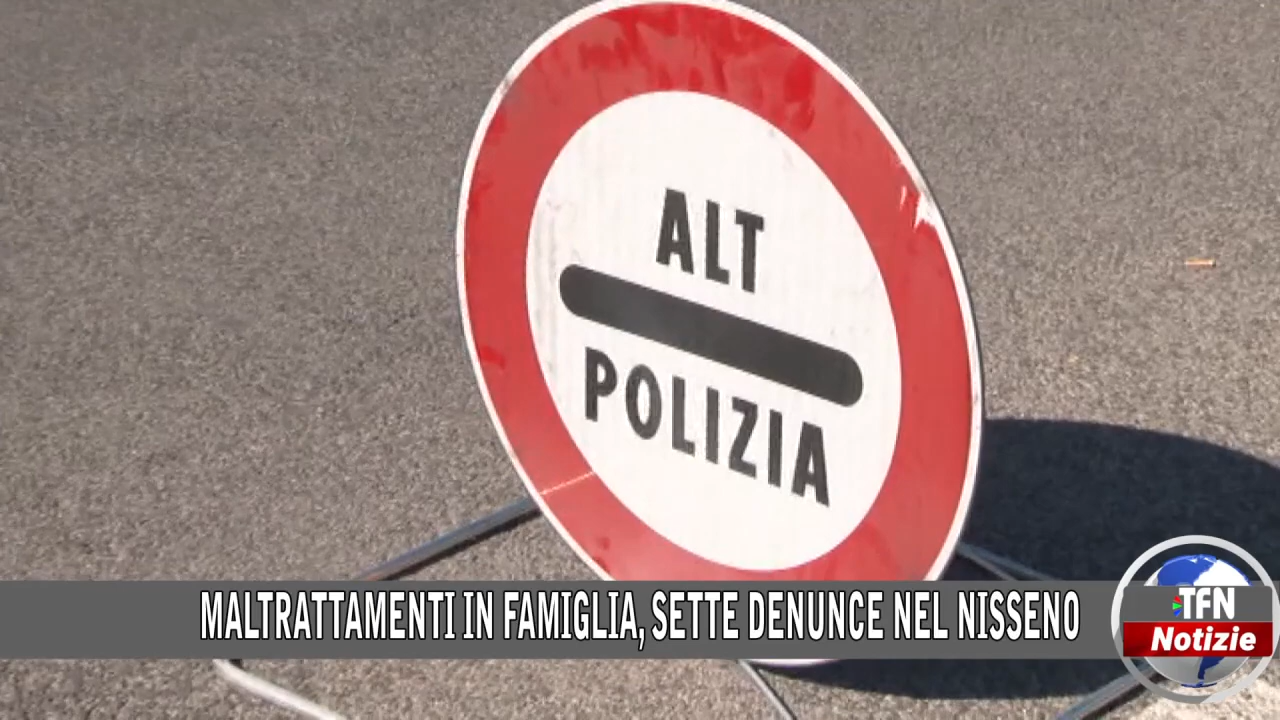 ALT
POLIZIA
MALTRATTAMENTI IN FAMIGLIA, SETTE DENUNCE NEL NISSENO
TFN
Notizie